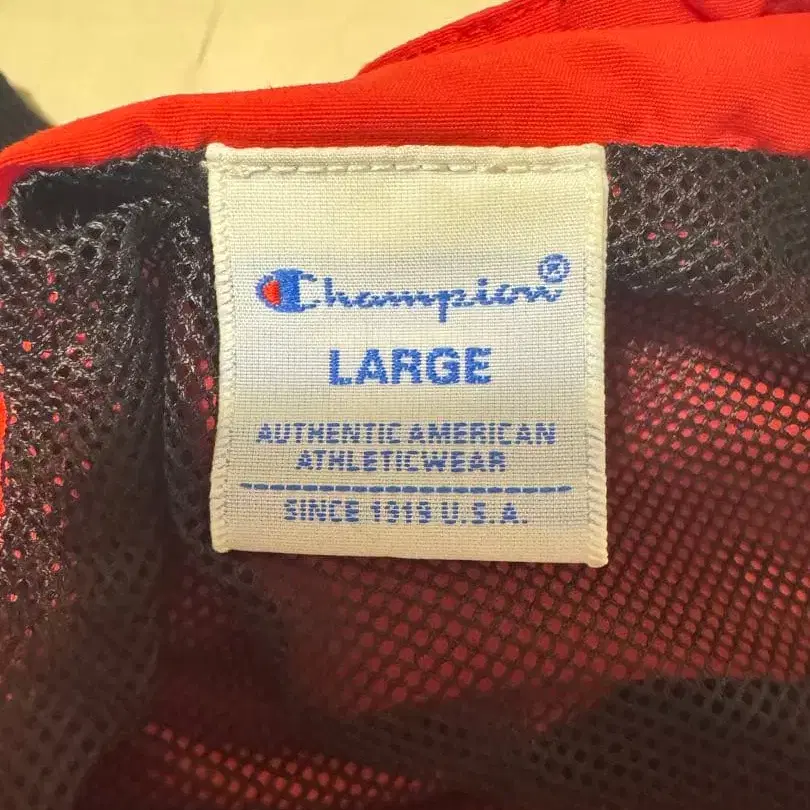 Champion®
LARGE
AUTHENTIC AMERICAN
ATHLETICWEAR
SINCE 1919 U.S.A.